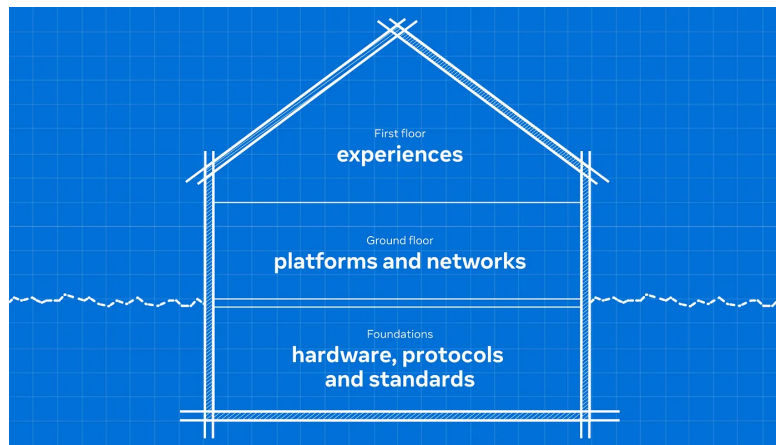 First floor
experiences
Ground floor
platforms and networks
Foundations
hardware, protocols
and standards